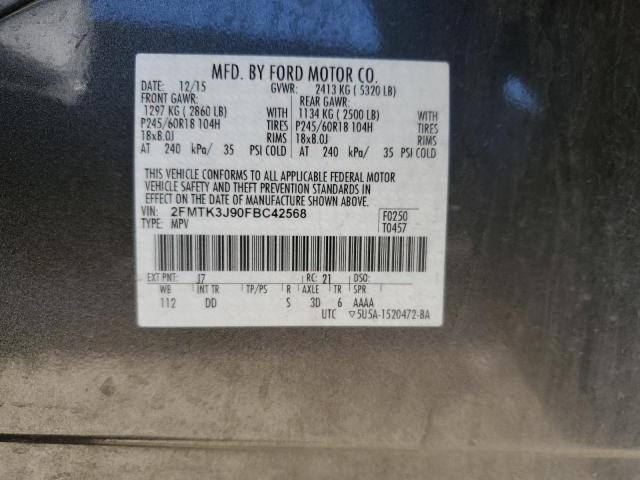 MFD. BY FORD MOTOR CO.
DATE: 12/15 GVWR: 2413 KG ( 5320 LB)
FRONT GAWR: REAR GAWR:
1297 KG ( 2860 LB) WITH 1134 KG ( 2500 LB) WITH
P245/60R18 104H TIRES P245/60R18 104H TIRES
18x8.0J RIMS 18x8.0J RIMS
AT 240 kPa/ 35 PSI COLD AT 240 kPa/ 35 PSI COLD
THIS VEHICLE CONFORMS TO ALL APPLICABLE FEDERAL MOTOR
VEHICLE SAFETY AND THEFT PREVENTION STANDARDS IN
EFFECT ON THE DATE OF MANUFACTURE SHOWN ABOVE.
VIN: 2FMTK3J90FBC42568 F0250
TYPE: MPV T0457
EXT PNT: J7 RC: 21 DSO:
WB INT TR TP/PS R AXLE TR SPR
112 DD S 3D 6 AAAA
UTC ▽5U5A-1520472-BA